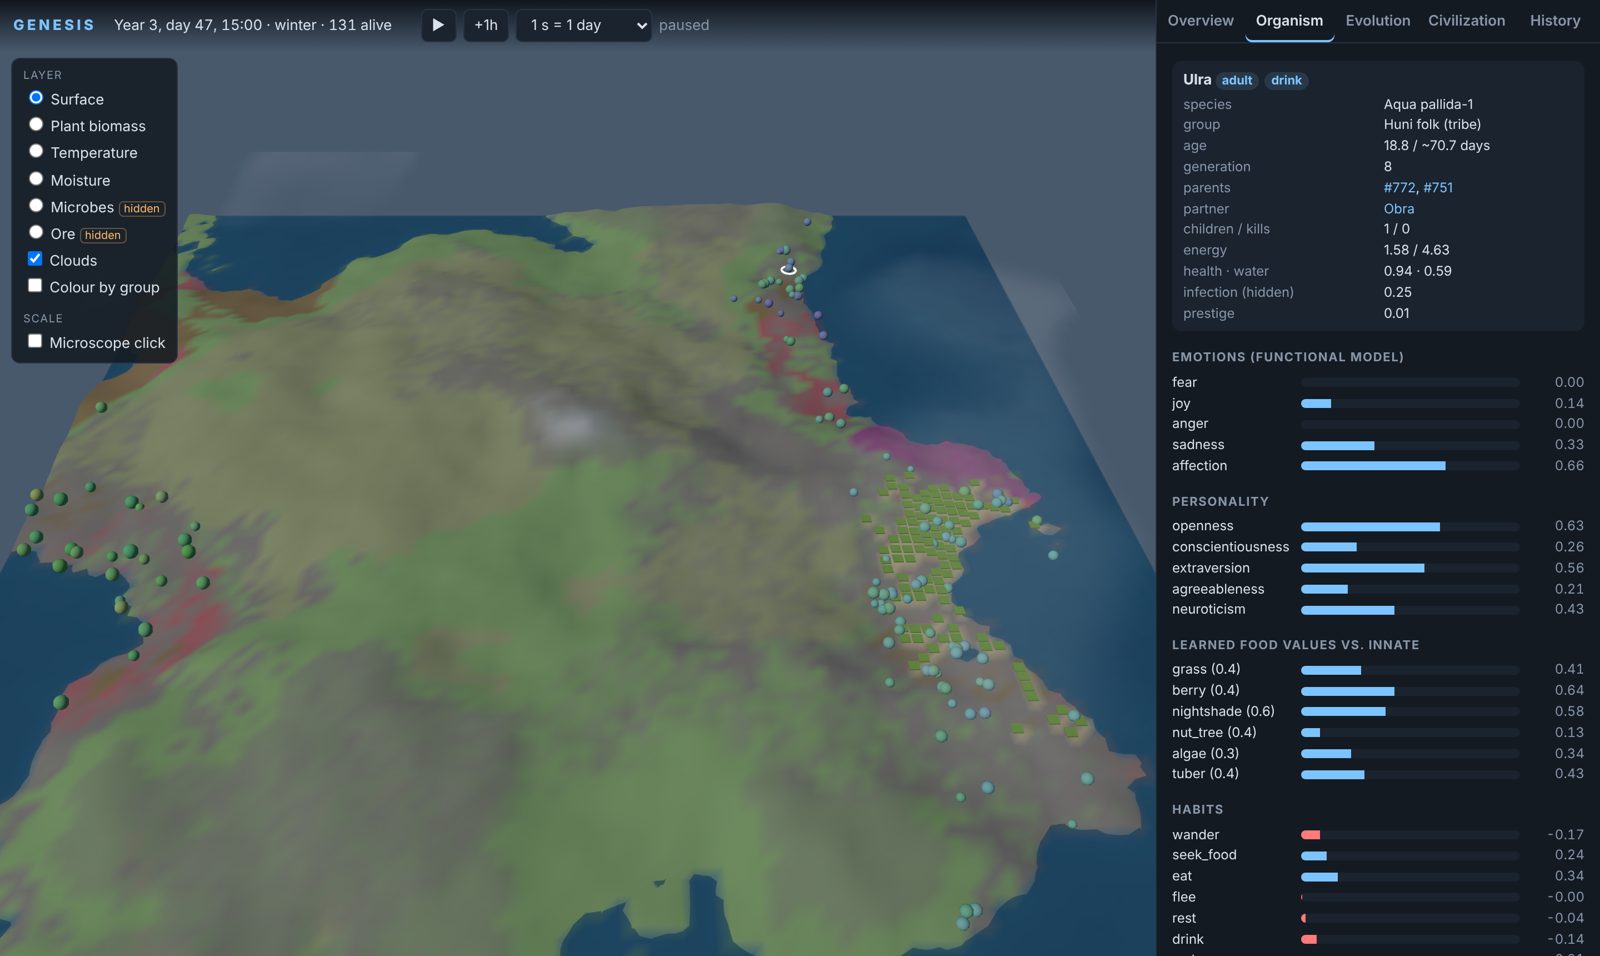 GENESIS Year 3, day 47, 15:00 · winter · 131 alive +1h 1 s = 1 day paused
LAYER
Surface
Plant biomass
Temperature
Moisture
Microbes hidden
Ore hidden
Clouds
Colour by group
SCALE
Microscope click
Overview Organism Evolution Civilization History
Ulra adult drink
species Aqua pallida-1
group Huni folk (tribe)
age 18.8 / ~70.7 days
generation 8
parents #772, #751
partner Obra
children / kills 1 / 0
energy 1.58 / 4.63
health · water 0.94 · 0.59
infection (hidden) 0.25
prestige 0.01
EMOTIONS (FUNCTIONAL MODEL)
fear 0.00
joy 0.14
anger 0.00
sadness 0.33
affection 0.66
PERSONALITY
openness 0.63
conscientiousness 0.26
extraversion 0.56
agreeableness 0.21
neuroticism 0.43
LEARNED FOOD VALUES VS. INNATE
grass (0.4) 0.41
berry (0.4) 0.64
nightshade (0.6) 0.58
nut_tree (0.4) 0.13
algae (0.3) 0.34
tuber (0.4) 0.43
HABITS
wander -0.17
seek_food 0.24
eat 0.34
flee -0.00
rest -0.04
drink -0.14